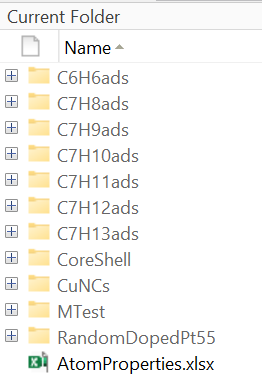 Current Folder
Name
C6H6ads
C7H8ads
C7H9ads
C7H10ads
C7H11ads
C7H12ads
C7H13ads
CoreShell
CuNCs
MTest
RandomDopedPt55
AtomProperties.xlsx